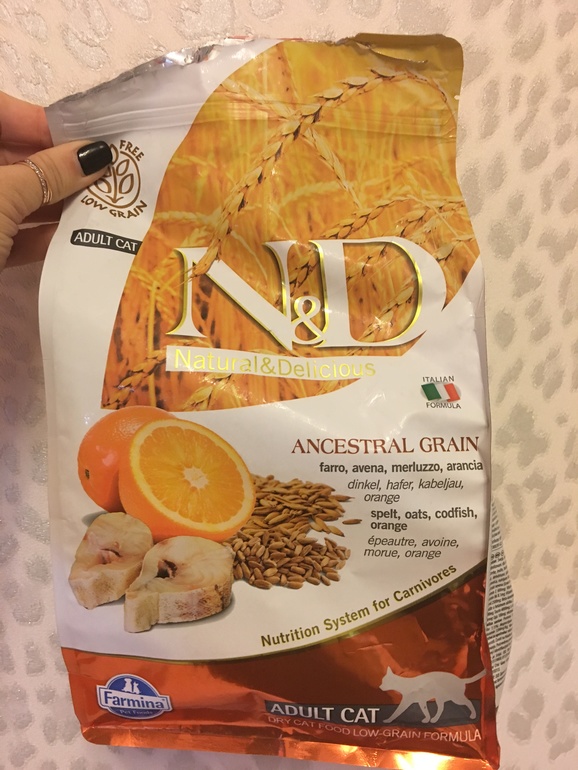 FREE
LOW GRAIN
ADULT CAT
N&D
Natural&Delicious
ITALIAN
FORMULA
ANCESTRAL GRAIN
farro, avena, merluzzo, arancia
dinkel, hafer, kabeljau,
orange
spelt, oats, codfish,
orange
épeautre, avoine,
morue, orange
Nutrition System for Carnivores
Farmina
Pet Foods
ADULT CAT
DRY CAT FOOD LOW-GRAIN FORMULA